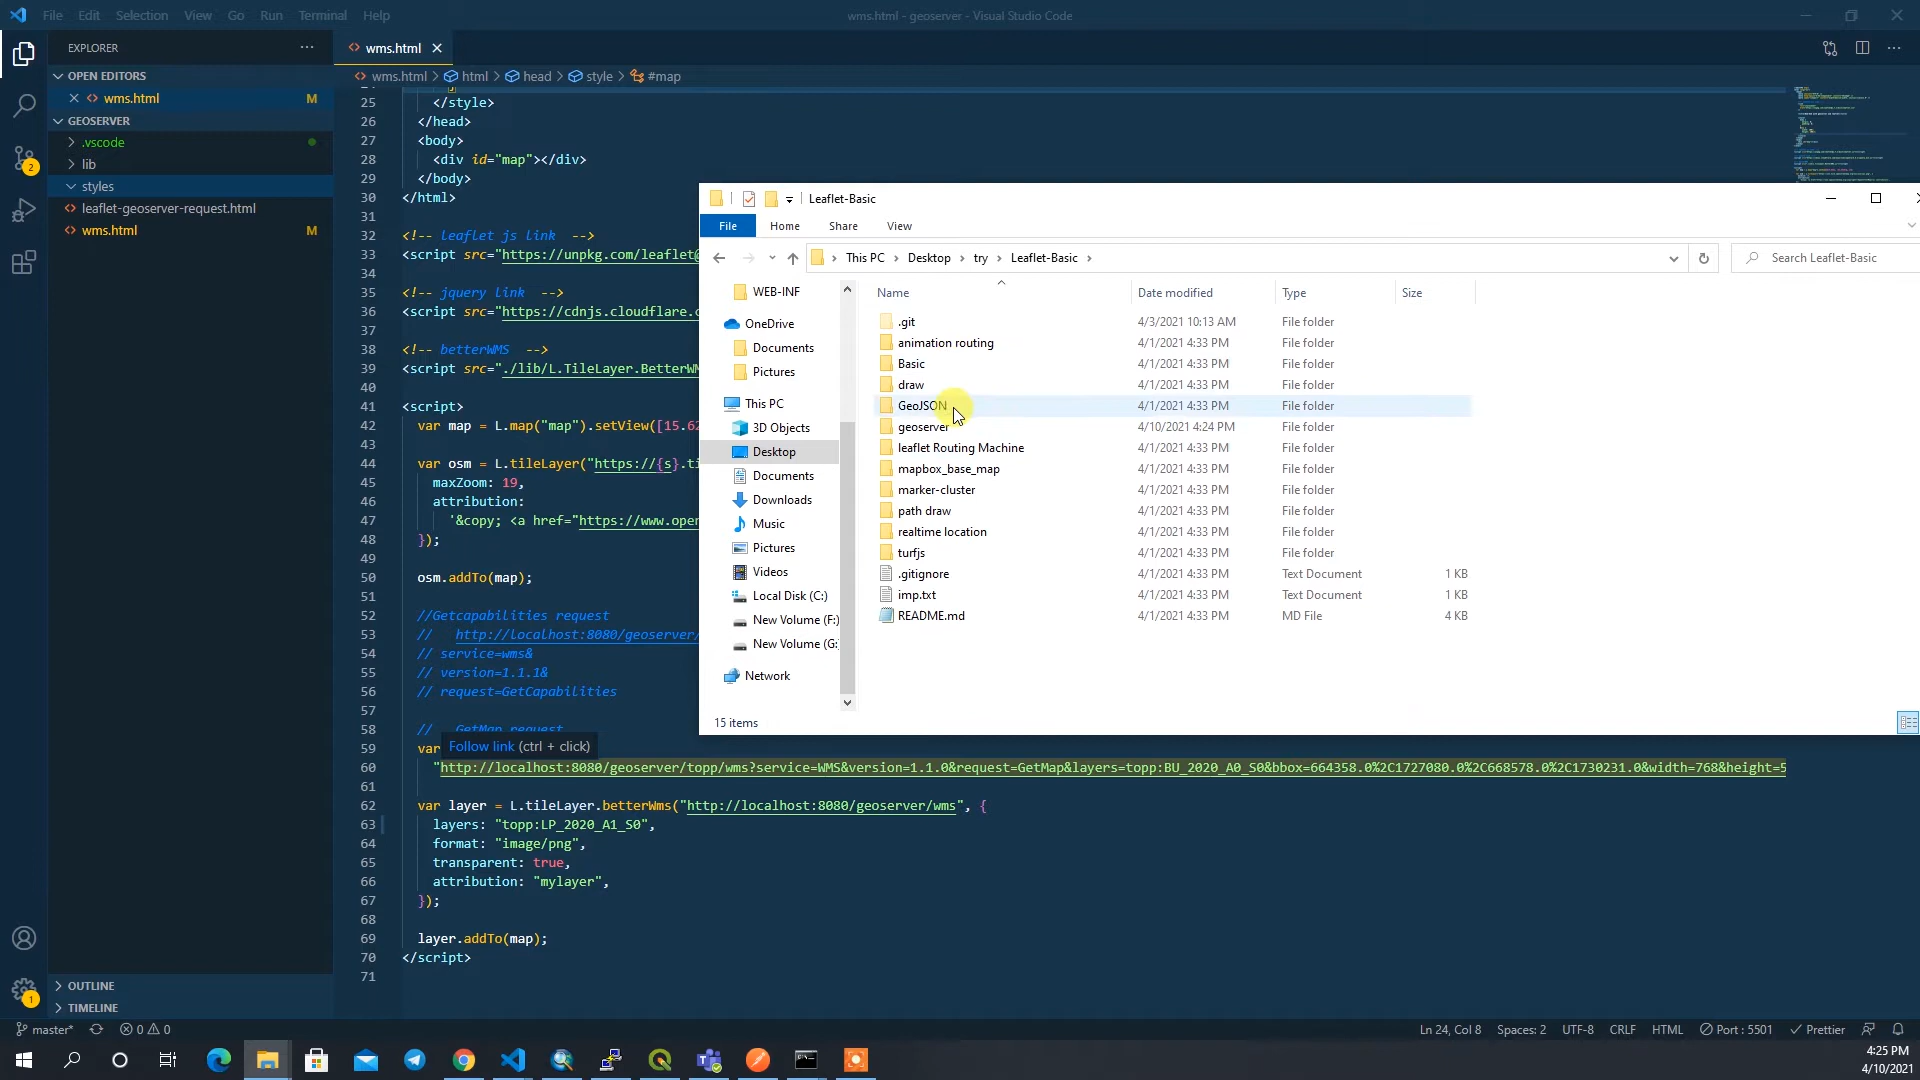 File Edit Selection View Go Run Terminal Help
wms.html - geoserver - Visual Studio Code
EXPLORER
OPEN EDITORS
wms.html M
GEOSERVER
.vscode
lib
styles
leaflet-geoserver-request.html
wms.html M
OUTLINE
TIMELINE
wms.html
wms.html > html > head > style > #map
25 </style>
26 </head>
27 <body>
28 <div id="map"></div>
29 </body>
30 </html>
31
32 <!-- leaflet js link -->
33 <script src="https://unpkg.com/leaflet@
34
35 <!-- jquery link -->
36 <script src="https://cdnjs.cloudflare.c
37
38 <!-- betterWMS -->
39 <script src="./lib/L.TileLayer.BetterWM
40
41 <script>
42 var map = L.map("map").setView([15.62
43
44 var osm = L.tileLayer("https://{s}.ti
45 maxZoom: 19,
46 attribution:
47 '&copy; <a href="https://www.open
48 });
49
50 osm.addTo(map);
51
52 //Getcapabilities request
53 // http://localhost:8080/geoserver/
54 // service=wms&
55 // version=1.1.1&
56 // request=GetCapabilities
57
58 // GetMap request
59 var
Follow link (ctrl + click)
60 "http://localhost:8080/geoserver/topp/wms?service=WMS&version=1.1.0&request=GetMap&layers=topp:BU_2020_A0_S0&bbox=664358.0%2C1727080.0%2C668578.0%2C1730231.0&width=768&height=5
61
62 var layer = L.tileLayer.betterWms("http://localhost:8080/geoserver/wms", {
63 layers: "topp:LP_2020_A1_S0",
64 format: "image/png",
65 transparent: true,
66 attribution: "mylayer",
67 });
68
69 layer.addTo(map);
70 </script>
71
Leaflet-Basic
File Home Share View
This PC > Desktop > try > Leaflet-Basic >
Search Leaflet-Basic
WEB-INF
OneDrive
Documents
Pictures
This PC
3D Objects
Desktop
Documents
Downloads
Music
Pictures
Videos
Local Disk (C:)
New Volume (F:)
New Volume (G:
Network
Name Date modified Type Size
.git 4/3/2021 10:13 AM File folder
animation routing 4/1/2021 4:33 PM File folder
Basic 4/1/2021 4:33 PM File folder
draw 4/1/2021 4:33 PM File folder
GeoJSON 4/1/2021 4:33 PM File folder
geoserver 4/10/2021 4:24 PM File folder
leaflet Routing Machine 4/1/2021 4:33 PM File folder
mapbox_base_map 4/1/2021 4:33 PM File folder
marker-cluster 4/1/2021 4:33 PM File folder
path draw 4/1/2021 4:33 PM File folder
realtime location 4/1/2021 4:33 PM File folder
turfjs 4/1/2021 4:33 PM File folder
.gitignore 4/1/2021 4:33 PM Text Document 1 KB
imp.txt 4/1/2021 4:33 PM Text Document 1 KB
README.md 4/1/2021 4:33 PM MD File 4 KB
15 items
2
1
master* 0 0
Ln 24, Col 8 Spaces: 2 UTF-8 CRLF HTML Port : 5501 Prettier
4:25 PM
4/10/2021